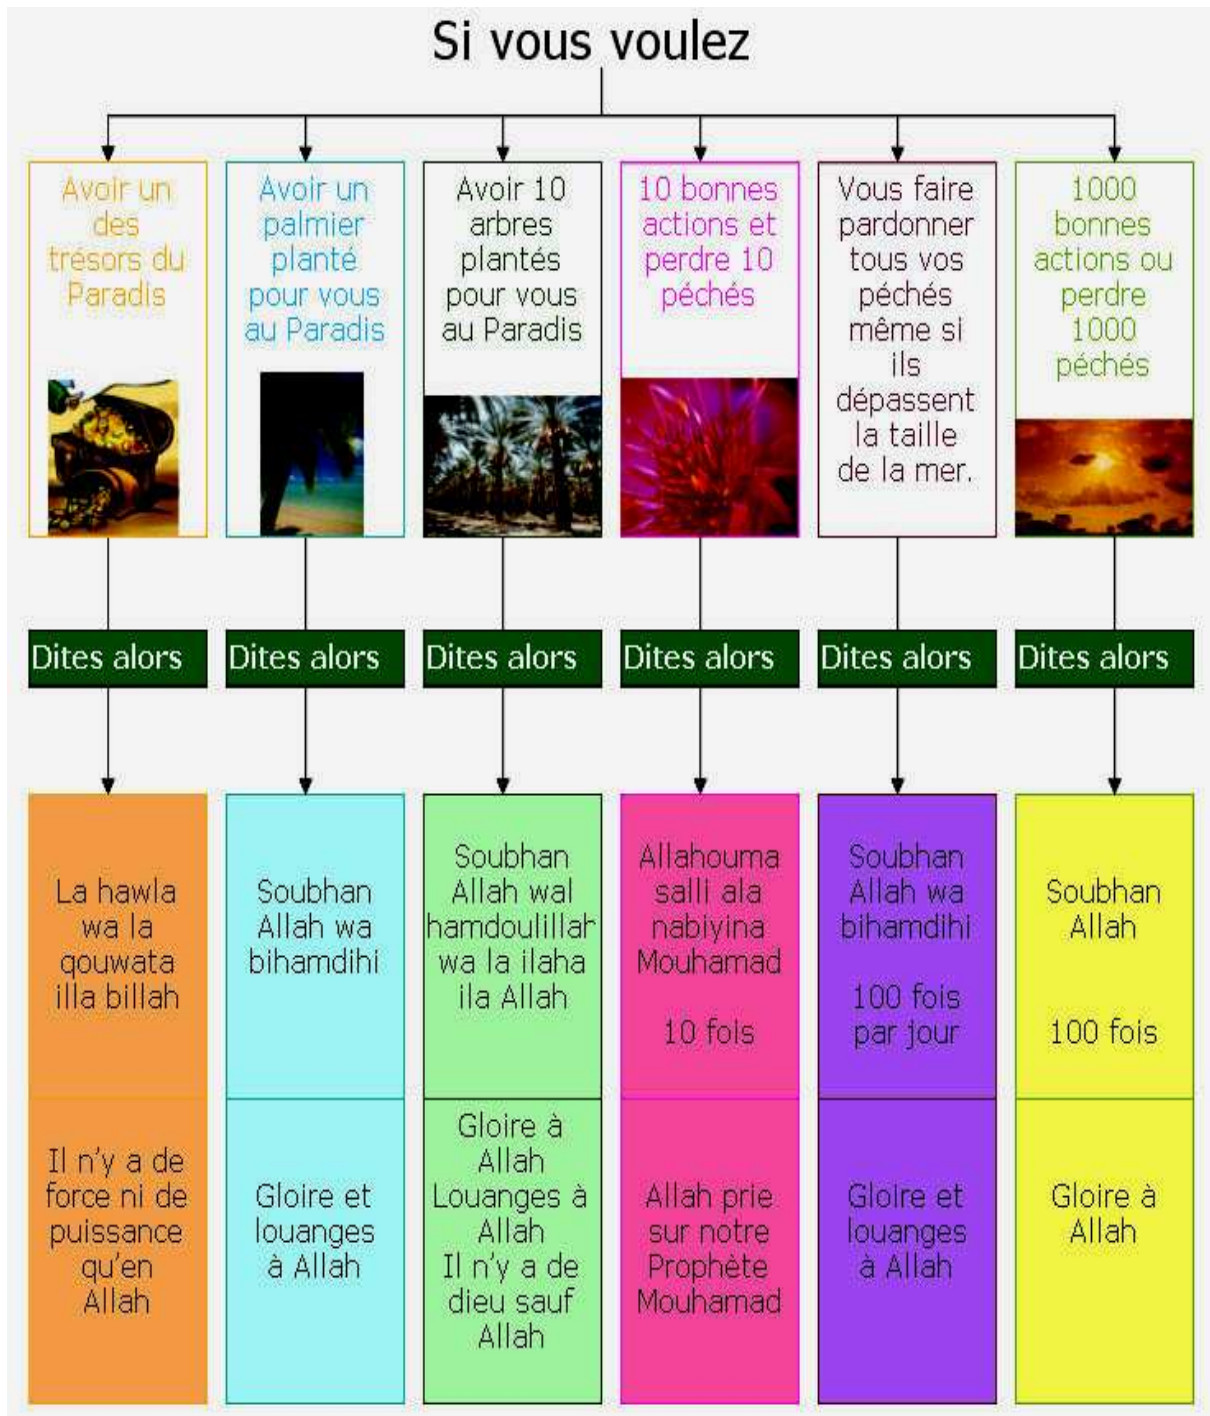 Si vous voulez
Avoir un
des
trésors du
Paradis
Avoir un
palmier
planté
pour vous
au Paradis
Avoir 10
arbres
plantés
pour vous
au Paradis
10 bonnes
actions et
perdre 10
péchés
Vous faire
pardonner
tous vos
péchés
même si
ils
dépassent
la taille
de la mer.
1000
bonnes
actions ou
perdre
1000
péchés
Dites alors
Dites alors
Dites alors
Dites alors
Dites alors
Dites alors
La hawla
wa la
qouwata
illa billah
Soubhan
Allah wa
bihamdihi
Soubhan
Allah wal
hamdoulillah
wa la ilaha
ila Allah
Allahouma
salli ala
nabiyina
Mouhamad
10 fois
Soubhan
Allah wa
bihamdihi
100 fois
par jour
Soubhan
Allah
100 fois
Il n'y a de
force ni de
puissance
qu'en
Allah
Gloire et
louanges
à Allah
Gloire à
Allah
Louanges à
Allah
Il n'y a de
dieu sauf
Allah
Allah prie
sur notre
Prophète
Mouhamad
Gloire et
louanges
à Allah
Gloire à
Allah